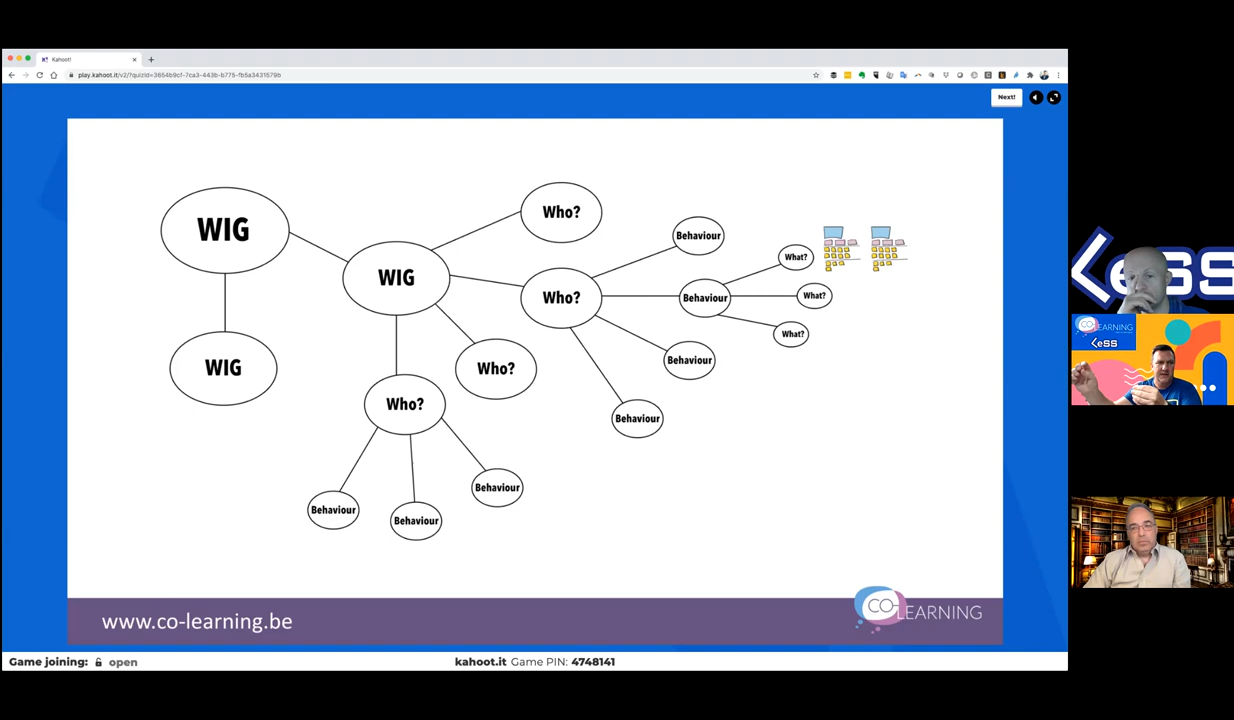 Kahoot!
play.kahoot.it/v2/?quizId=3654b9cf-7ca3-443b-b775-fb5a3431579b
Next!
WIG
WIG
WIG
Who?
Who?
Who?
Who?
Behaviour
Behaviour
Behaviour
Behaviour
What?
What?
What?
Behaviour
Behaviour
Behaviour
www.co-learning.be
CO-LEARNING
Game joining: open
kahoot.it Game PIN: 4748141
LeSS
CO-LEARNING
LeSS